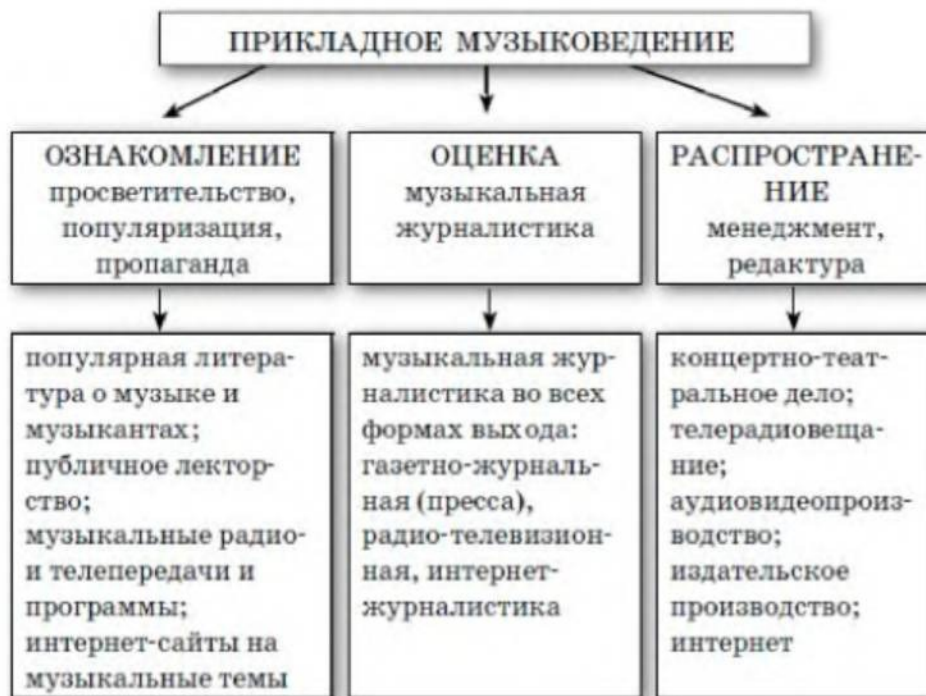 ПРИКЛАДНОЕ МУЗЫКОВЕДЕНИЕ
ОЗНАКОМЛЕНИЕ
просветительство,
популяризация,
пропаганда
ОЦЕНКА
музыкальная
журналистика
РАСПРОСТРАНЕ-
НИЕ
менеджмент,
редактура
популярная литера-
тура о музыке и
музыкантах;
публичное лектор-
ство;
музыкальные радио-
и телепередачи и
программы;
интернет-сайты на
музыкальные темы
музыкальная жур-
налистика во всех
формах выхода:
газетно-журналь-
ная (пресса),
радио-телевизион-
ная, интернет-
журналистика
концертно-теат-
ральное дело;
телерадиовеща-
ние;
аудиовидеопроиз-
водство;
издательское
производство;
интернет